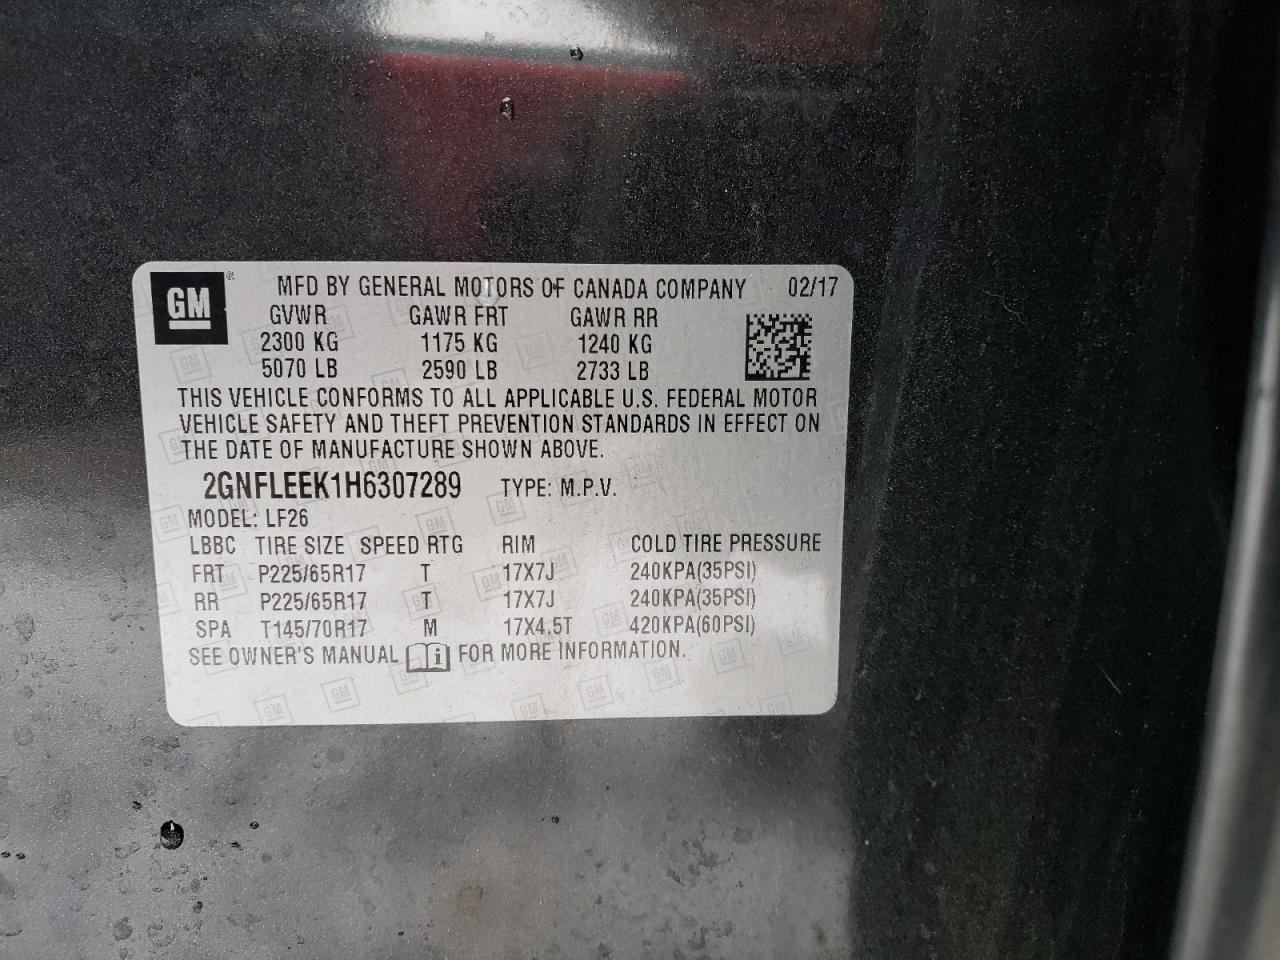 GM® MFD BY GENERAL MOTORS OF CANADA COMPANY 02/17
GVWR GAWR FRT GAWR RR
2300 KG 1175 KG 1240 KG
5070 LB 2590 LB 2733 LB
THIS VEHICLE CONFORMS TO ALL APPLICABLE U.S. FEDERAL MOTOR
VEHICLE SAFETY AND THEFT PREVENTION STANDARDS IN EFFECT ON
THE DATE OF MANUFACTURE SHOWN ABOVE.
2GNFLEEK1H6307289 TYPE: M.P.V.
MODEL: LF26
LBBC TIRE SIZE SPEED RTG RIM COLD TIRE PRESSURE
FRT P225/65R17 T 17X7J 240KPA(35PSI)
RR P225/65R17 T 17X7J 240KPA(35PSI)
SPA T145/70R17 M 17X4.5T 420KPA(60PSI)
SEE OWNER'S MANUAL i FOR MORE INFORMATION.